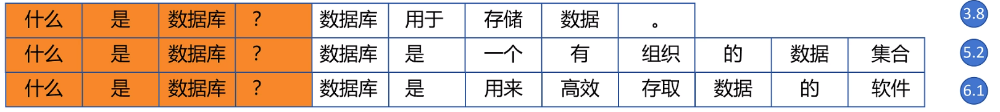 什么 是 数据库 ？ 数据库 用于 存储 数据 。 3.8
什么 是 数据库 ？ 数据库 是 一个 有 组织 的 数据 集合 5.2
什么 是 数据库 ？ 数据库 是 用来 高效 存取 数据 的 软件 6.1